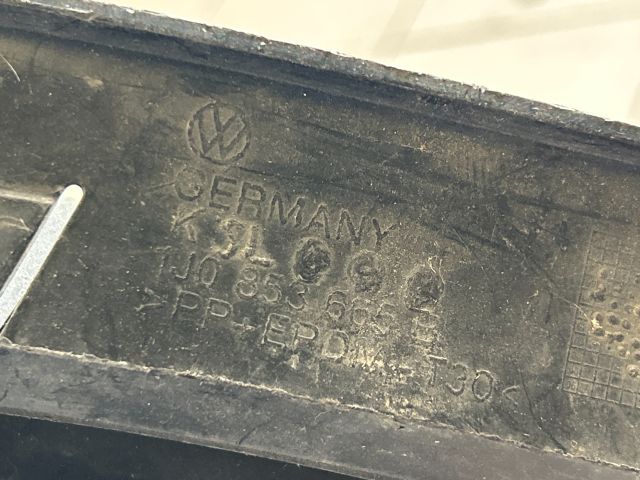 VW
GERMANY
1J0 853 665 B
>PP-EPDM-T30<